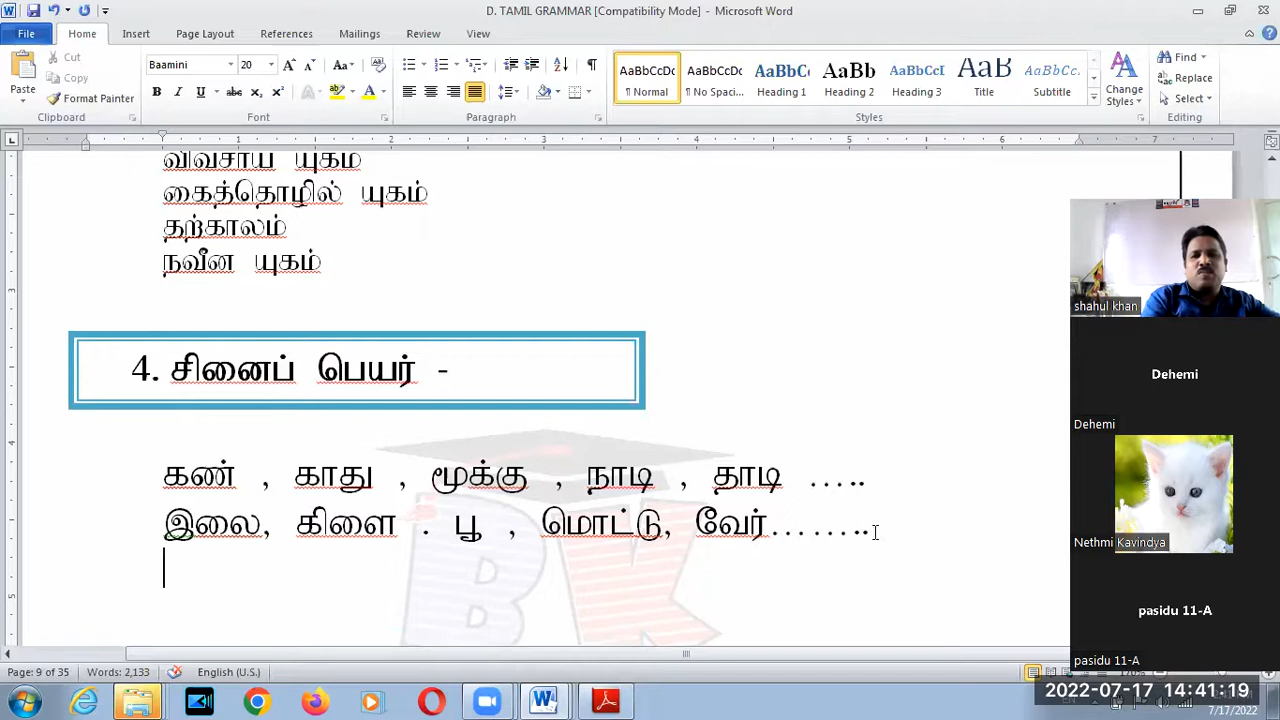 D. TAMIL GRAMMAR [Compatibility Mode] - Microsoft Word
File Home Insert Page Layout References Mailings Review View
Paste Cut Copy Format Painter
Baamini 20
AaBbCcDc AaBbCcDc AaBbC AaBb AaBbCcI AaB AaBbCcD
¶ Normal ¶ No Spaci... Heading 1 Heading 2 Heading 3 Title Subtitle
Change Styles
Find
Replace
Select
Clipboard Font Paragraph Styles Editing
விவசாய யுகம்
கைத்தொழில் யுகம்
தற்காலம்
நவீன யுகம்
4. சினைப் பெயர் -
கண் , காது , மூக்கு , நாடி , தாடி …..
இலை, கிளை . பூ , மொட்டு, வேர்……..
BK
shahul khan
Dehemi
Dehemi
Nethmi Kavindya
pasidu 11-A
pasidu 11-A
Page: 9 of 35 Words: 2,133 English (U.S.) 170%
2022-07-17 14:41:19
7/17/2022